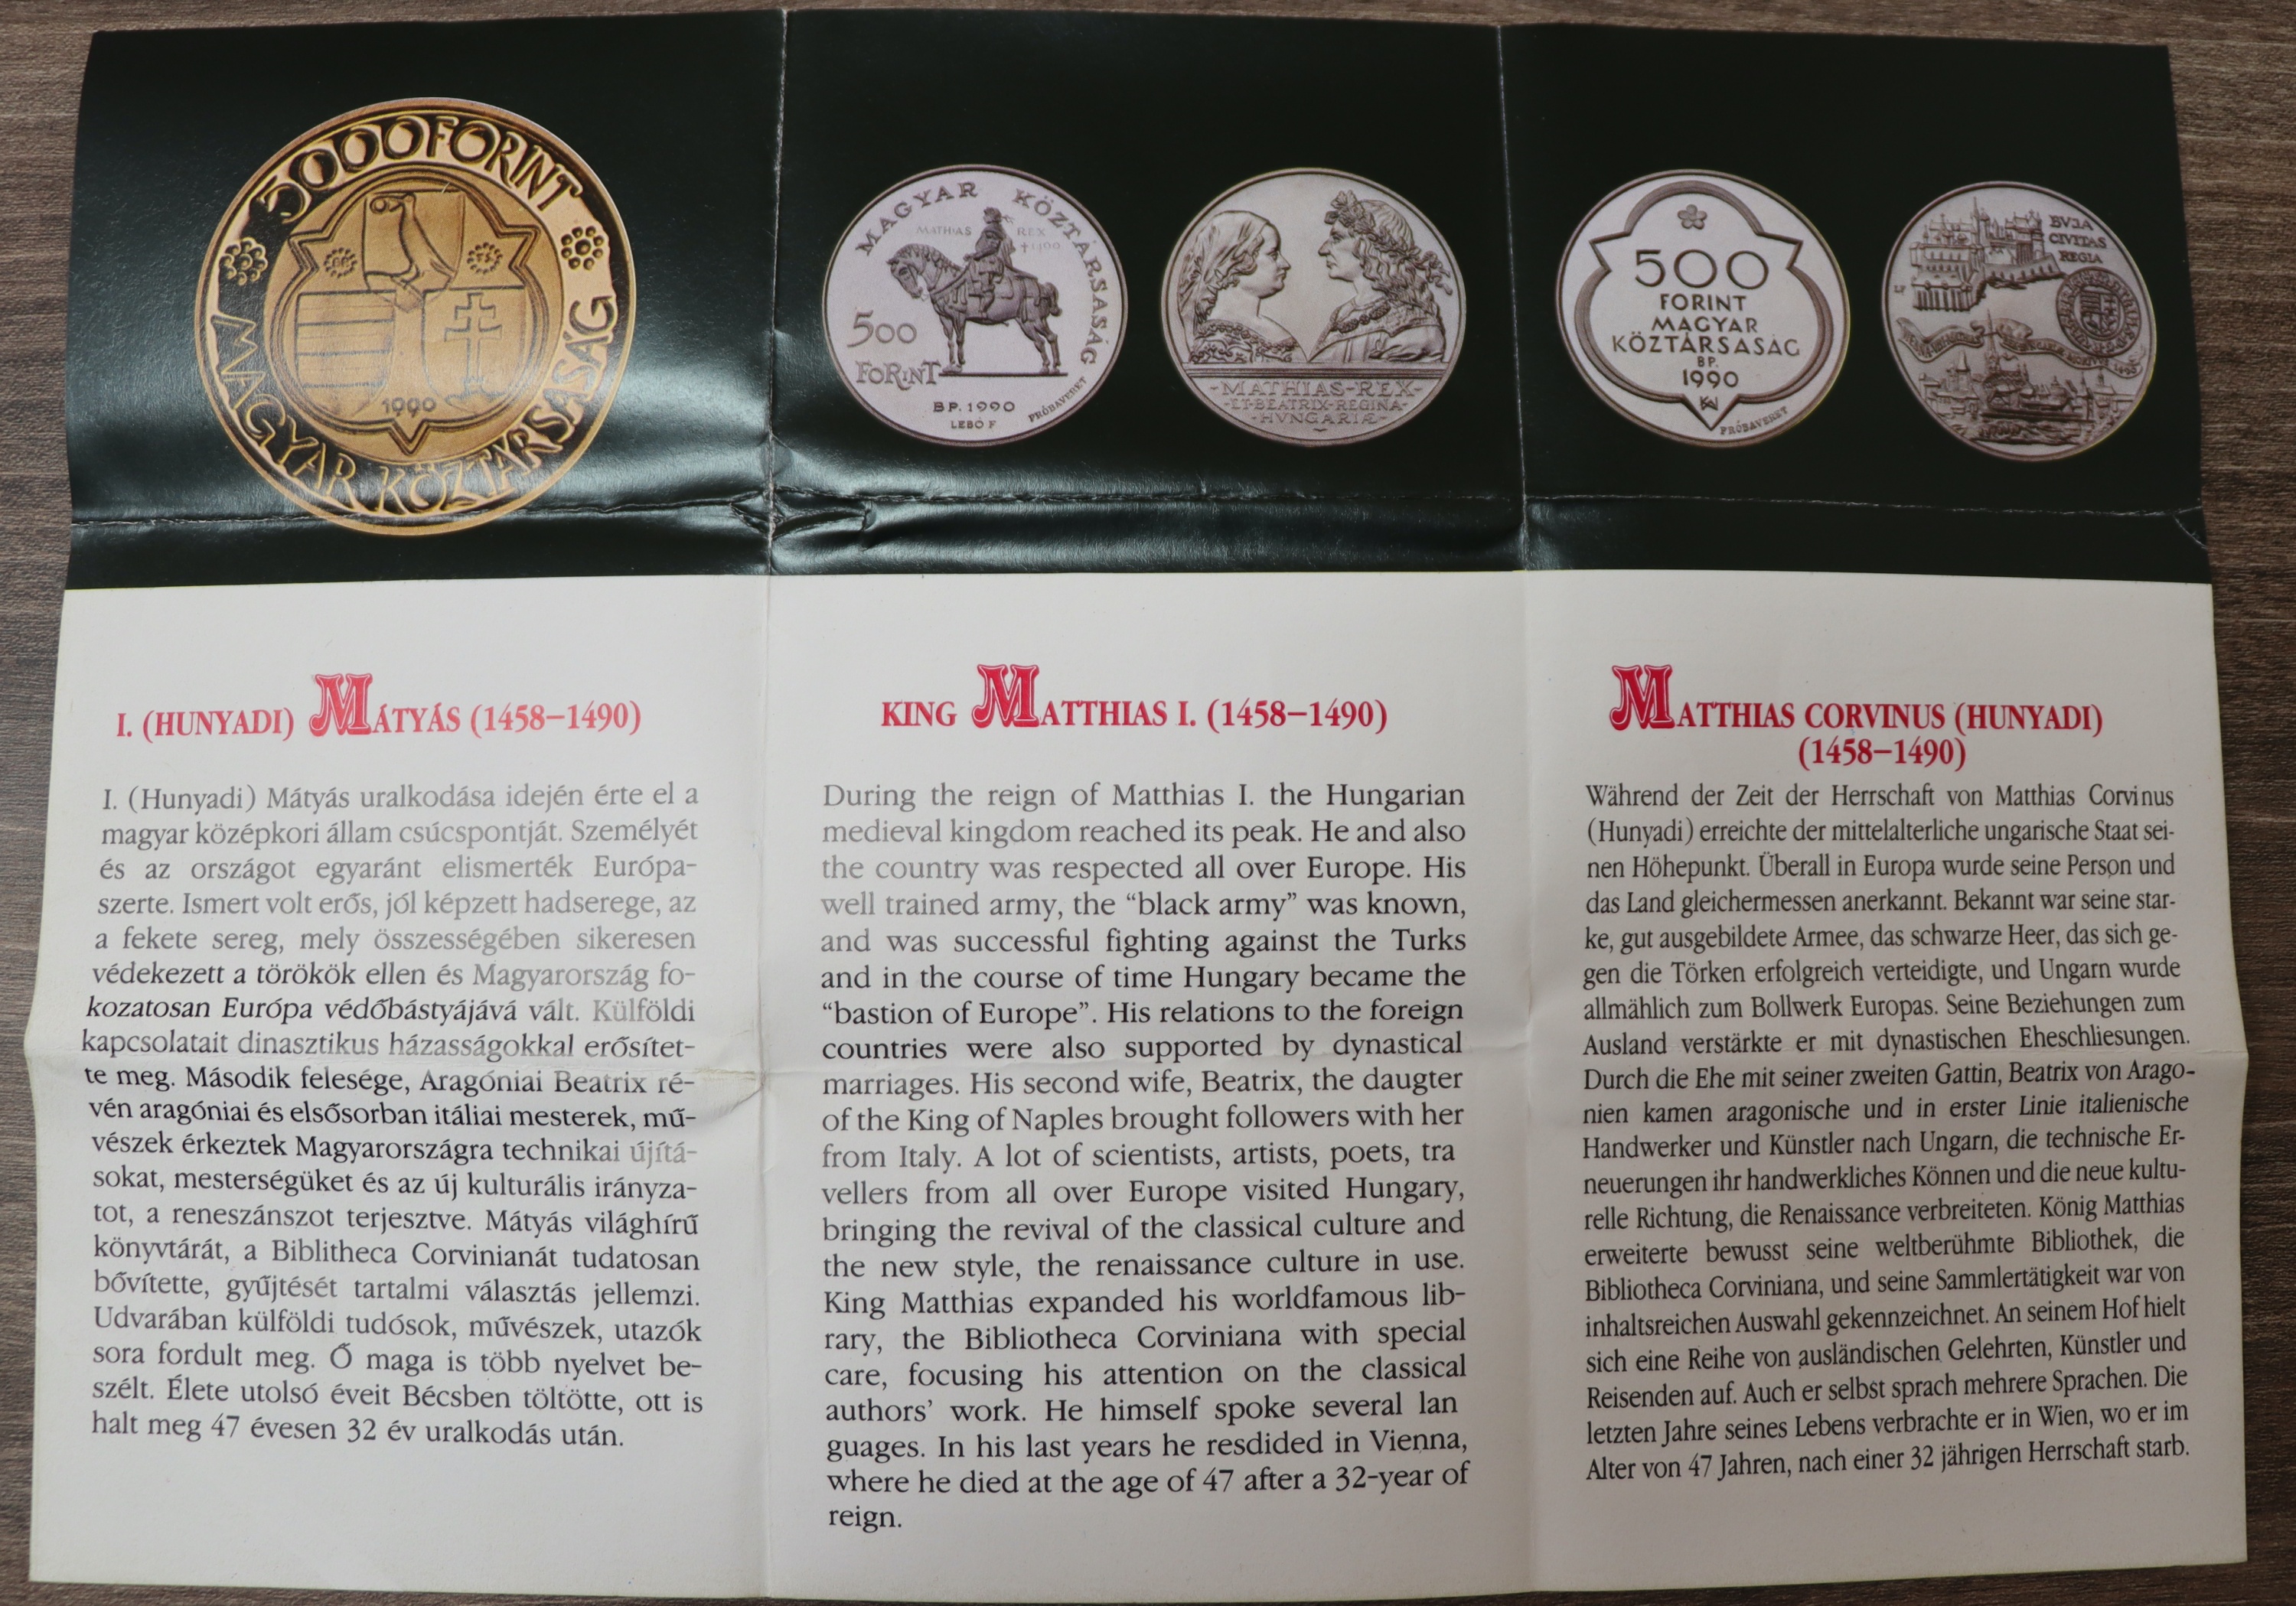 5000 FORINT
MAGYAR KÖZTÁRSASÁG
BP.
1990
MAGYAR KÖZTÁRSASÁG
MATHIAS REX
†1490
500
FORINT
BP. 1990
LEBÓ F
PRÓBAVERET
-MATHIAS-REX-
-ET-BEATRIX-REGINA-
-HVNGARIÆ-
500
FORINT
MAGYAR
KÖZTÁRSASÁG
BP.
1990
PRÓBAVERET
BVDA
CIVITAS
REGIA
LF
I. (HUNYADI) MÁTYÁS (1458–1490)
I. (Hunyadi) Mátyás uralkodása idején érte el a
magyar középkori állam csúcspontját. Személyét
és az országot egyaránt elismerték Európa-
szerte. Ismert volt erős, jól képzett hadserege, az
a fekete sereg, mely összességében sikeresen
védekezett a törökök ellen és Magyarország fo-
kozatosan Európa védőbástyájává vált. Külföldi
kapcsolatait dinasztikus házasságokkal erősítet-
te meg. Második felesége, Aragóniai Beatrix ré-
vén aragóniai és elsősorban itáliai mesterek, mű-
vészek érkeztek Magyarországra technikai újítá-
sokat, mesterségüket és az új kulturális irányza-
tot, a reneszánszot terjesztve. Mátyás világhírű
könyvtárát, a Biblitheca Corvinianát tudatosan
bővítette, gyűjtését tartalmi választás jellemzi.
Udvarában külföldi tudósok, művészek, utazók
sora fordult meg. Ő maga is több nyelvet be-
szélt. Élete utolsó éveit Bécsben töltötte, ott is
halt meg 47 évesen 32 év uralkodás után.
KING MATTHIAS I. (1458–1490)
During the reign of Matthias I. the Hungarian
medieval kingdom reached its peak. He and also
the country was respected all over Europe. His
well trained army, the “black army” was known,
and was successful fighting against the Turks
and in the course of time Hungary became the
“bastion of Europe”. His relations to the foreign
countries were also supported by dynastical
marriages. His second wife, Beatrix, the daugter
of the King of Naples brought followers with her
from Italy. A lot of scientists, artists, poets, tra
vellers from all over Europe visited Hungary,
bringing the revival of the classical culture and
the new style, the renaissance culture in use.
King Matthias expanded his worldfamous lib-
rary, the Bibliotheca Corviniana with special
care, focusing his attention on the classical
authors’ work. He himself spoke several lan
guages. In his last years he resdided in Vienna,
where he died at the age of 47 after a 32-year of
reign.
MATTHIAS CORVINUS (HUNYADI)
(1458–1490)
Während der Zeit der Herrschaft von Matthias Corvinus
(Hunyadi) erreichte der mittelalterliche ungarische Staat sei-
nen Höhepunkt. Überall in Europa wurde seine Person und
das Land gleichermessen anerkannt. Bekannt war seine star-
ke, gut ausgebildete Armee, das schwarze Heer, das sich ge-
gen die Törken erfolgreich verteidigte, und Ungarn wurde
allmählich zum Bollwerk Europas. Seine Beziehungen zum
Ausland verstärkte er mit dynastischen Eheschliesungen.
Durch die Ehe mit seiner zweiten Gattin, Beatrix von Arago-
nien kamen aragonische und in erster Linie italienische
Handwerker und Künstler nach Ungarn, die technische Er-
neuerungen ihr handwerkliches Können und die neue kultu-
relle Richtung, die Renaissance verbreiteten. König Matthias
erweiterte bewusst seine weltberühmte Bibliothek, die
Bibliotheca Corviniana, und seine Sammlertätigkeit war von
inhaltsreichen Auswahl gekennzeichnet. An seinem Hof hielt
sich eine Reihe von ausländischen Gelehrten, Künstler und
Reisenden auf. Auch er selbst sprach mehrere Sprachen. Die
letzten Jahre seines Lebens verbrachte er in Wien, wo er im
Alter von 47 Jahren, nach einer 32 jährigen Herrschaft starb.